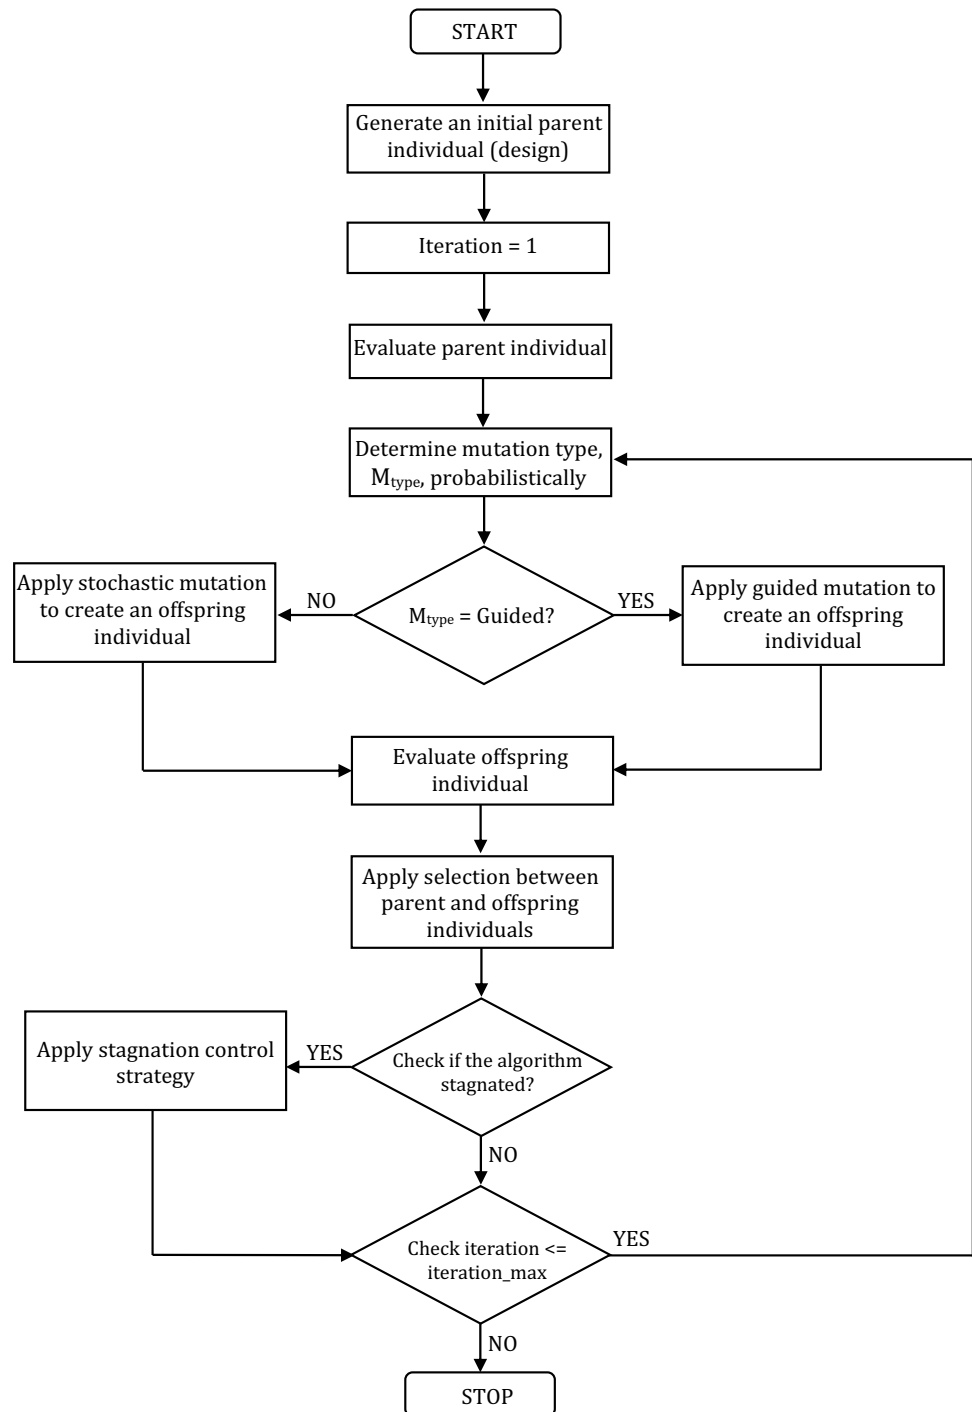 START
Generate an initial parent
individual (design)
Iteration = 1
Evaluate parent individual
Determine mutation type,
Mtype, probabilistically
Apply stochastic mutation
to create an offspring
individual
NO
Mtype = Guided?
YES
Apply guided mutation to
create an offspring
individual
Evaluate offspring
individual
Apply selection between
parent and offspring
individuals
Apply stagnation control
strategy
YES
Check if the algorithm
stagnated?
NO
Check iteration <=
iteration_max
YES
NO
STOP